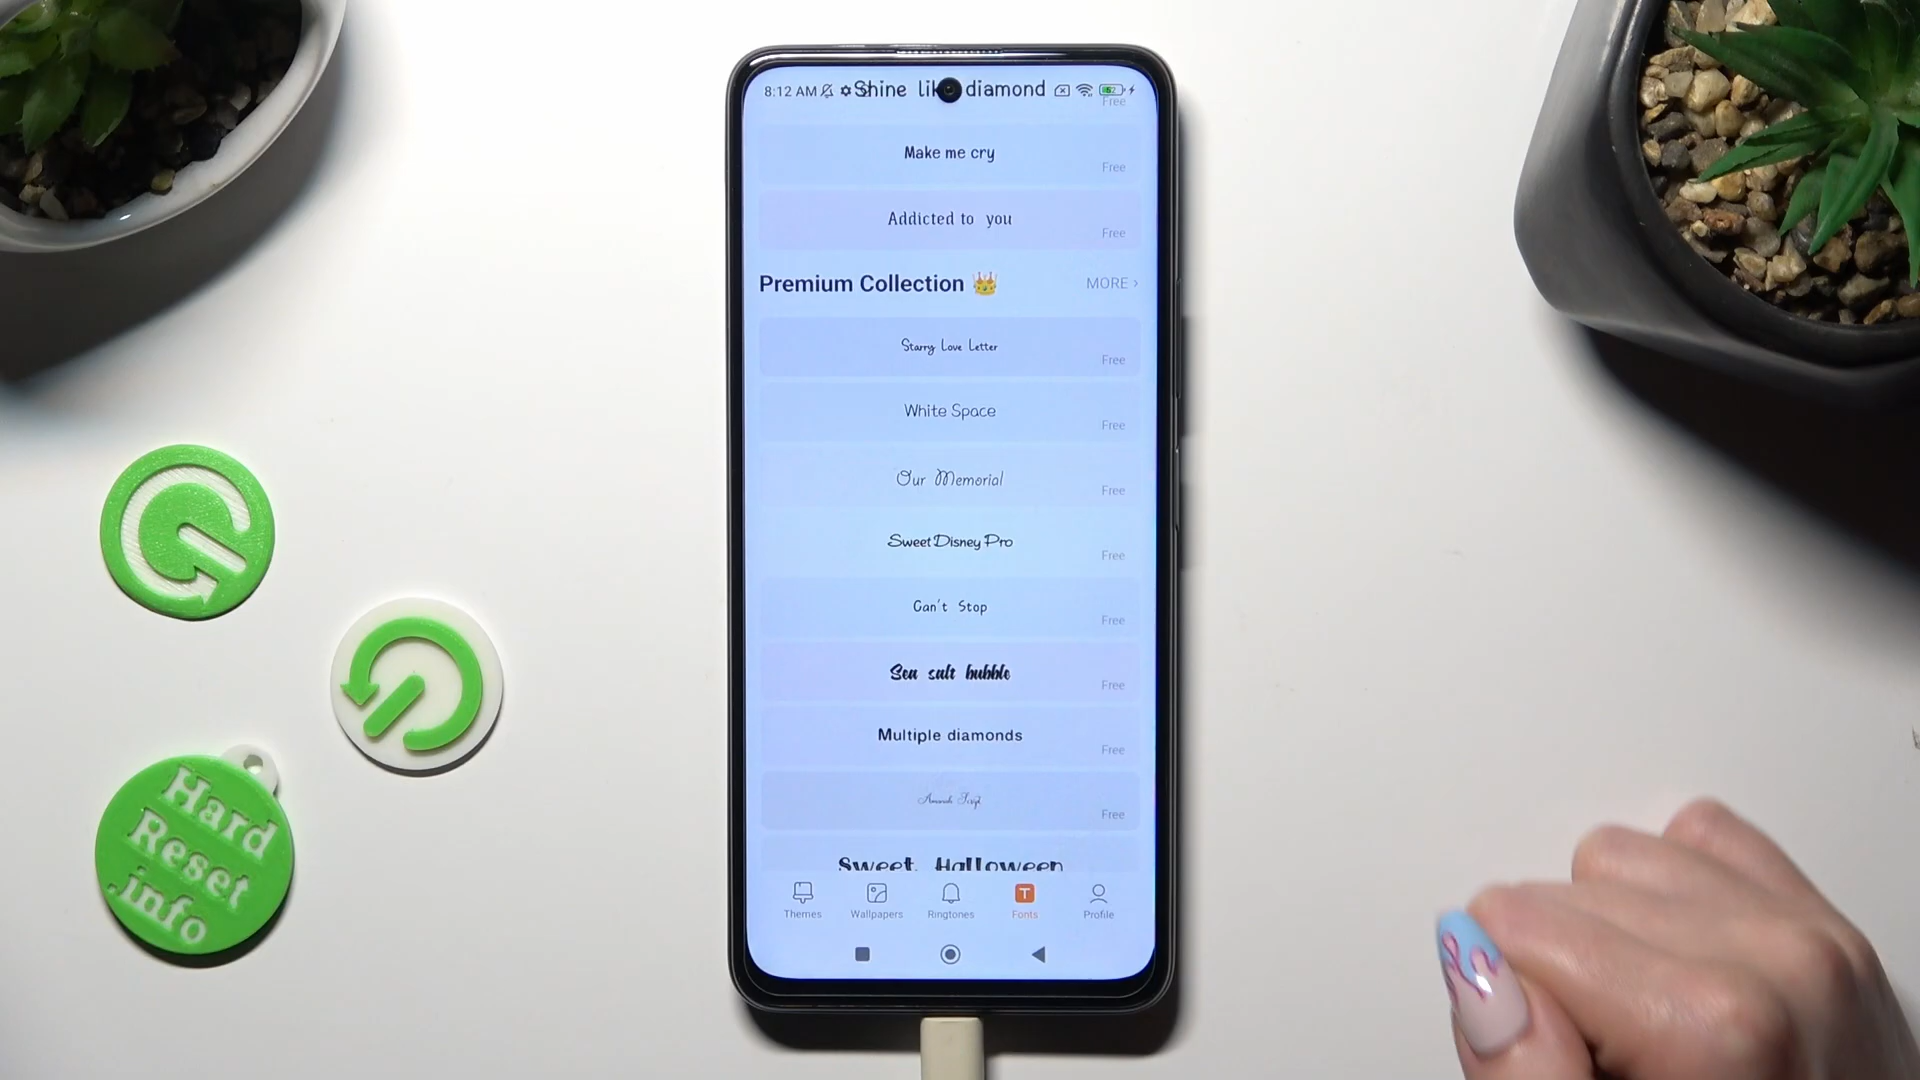 8:12 AM
Shine lik diamond
62
Free
Make me cry
Free
Addicted to you
Free
Premium Collection
MORE >
Starry Love Letter
Free
White Space
Free
Our Memorial
Free
Sweet Disney Pro
Free
Can't Stop
Free
Sea salt bubble
Free
Multiple diamonds
Free
Free
Sweet Halloween
Themes
Wallpapers
Ringtones
T
Fonts
Profile
Hard
Reset
.info